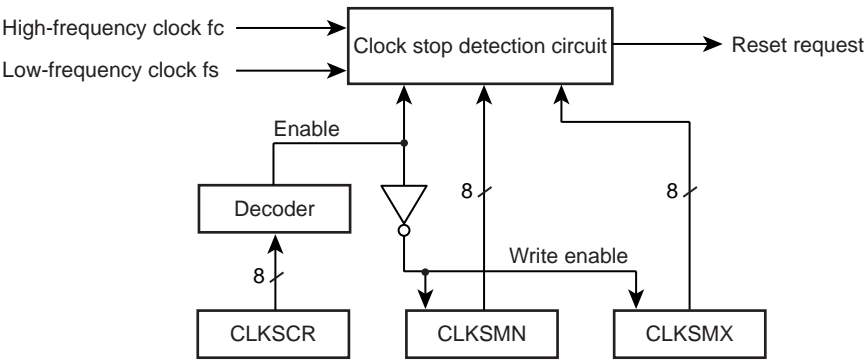 High-frequency clock fc
Clock stop detection circuit
Reset request
Low-frequency clock fs
Enable
8
8
Decoder
Write enable
8
CLKSCR
CLKSMN
CLKSMX